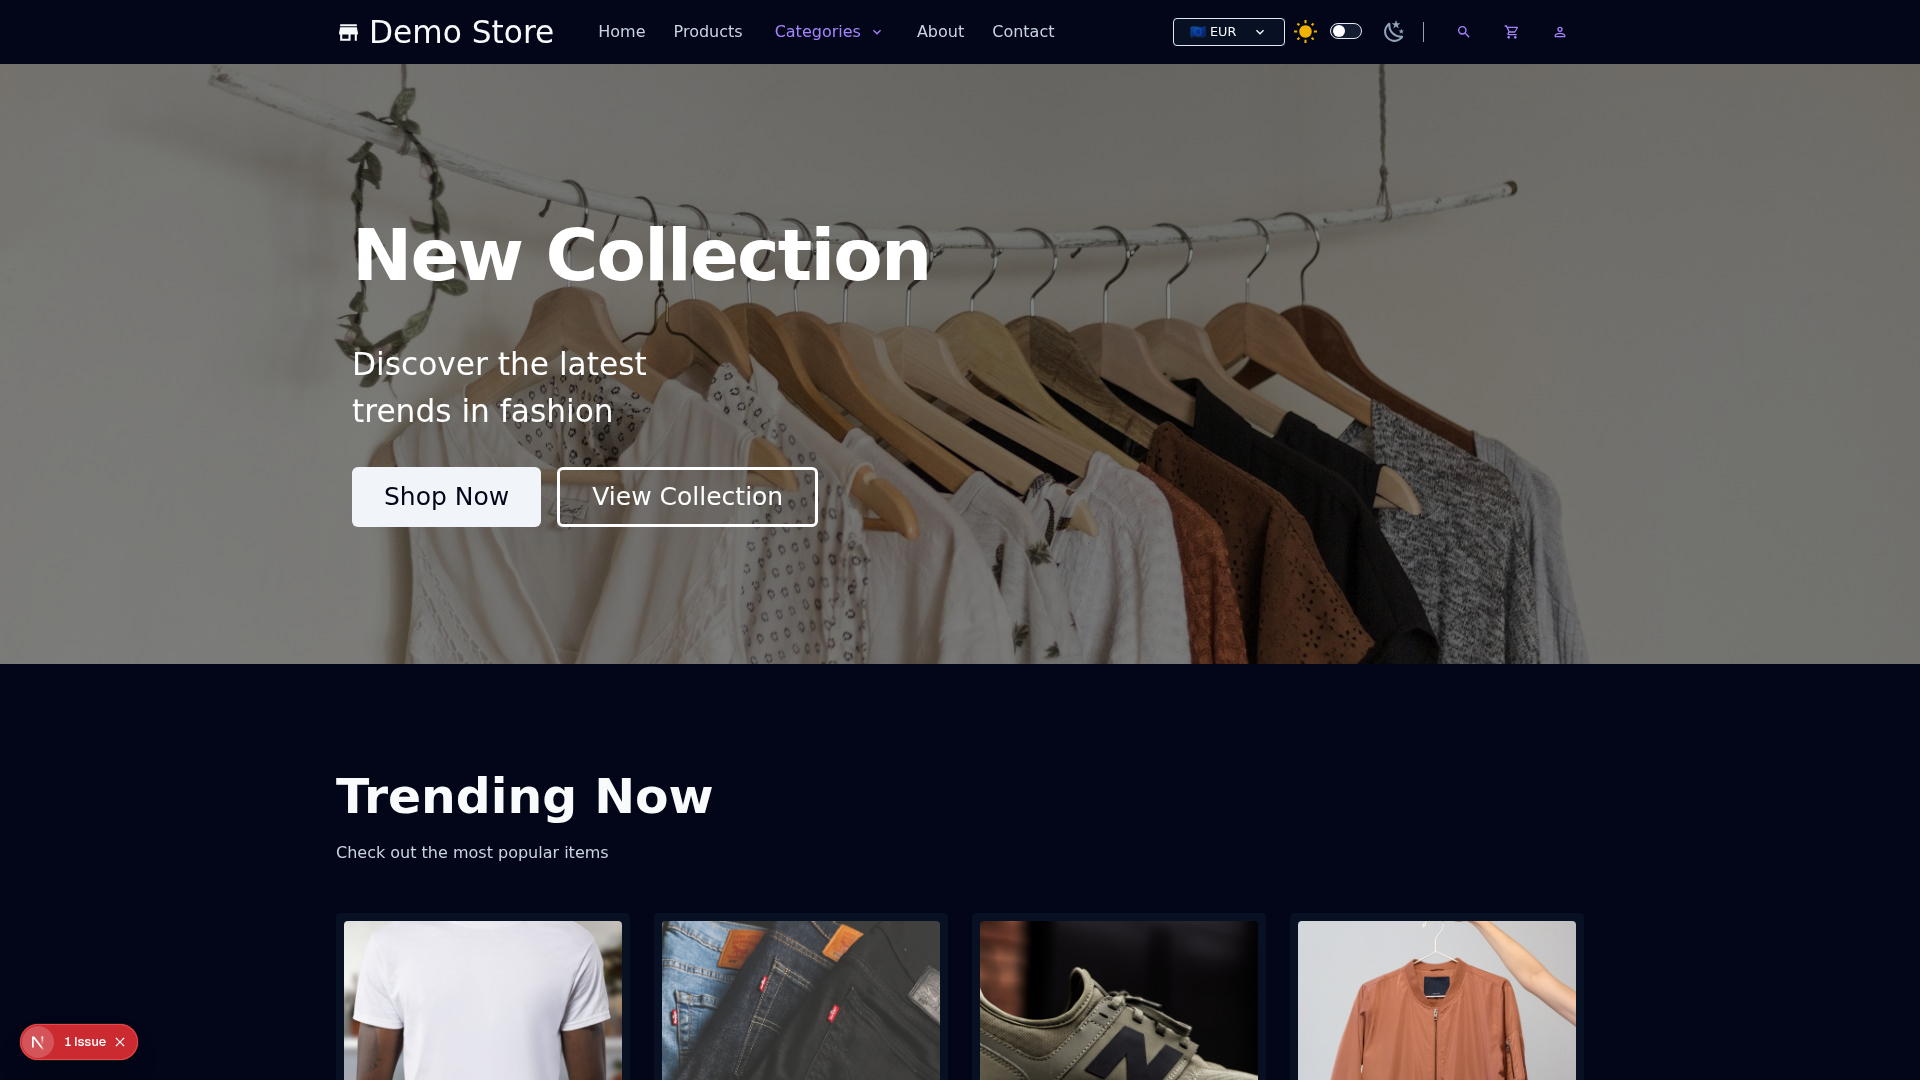 Demo Store
Home
Products
Categories
About
Contact
EUR
New Collection
Discover the latest
trends in fashion
Shop Now
View Collection
Trending Now
Check out the most popular items
N
1 Issue